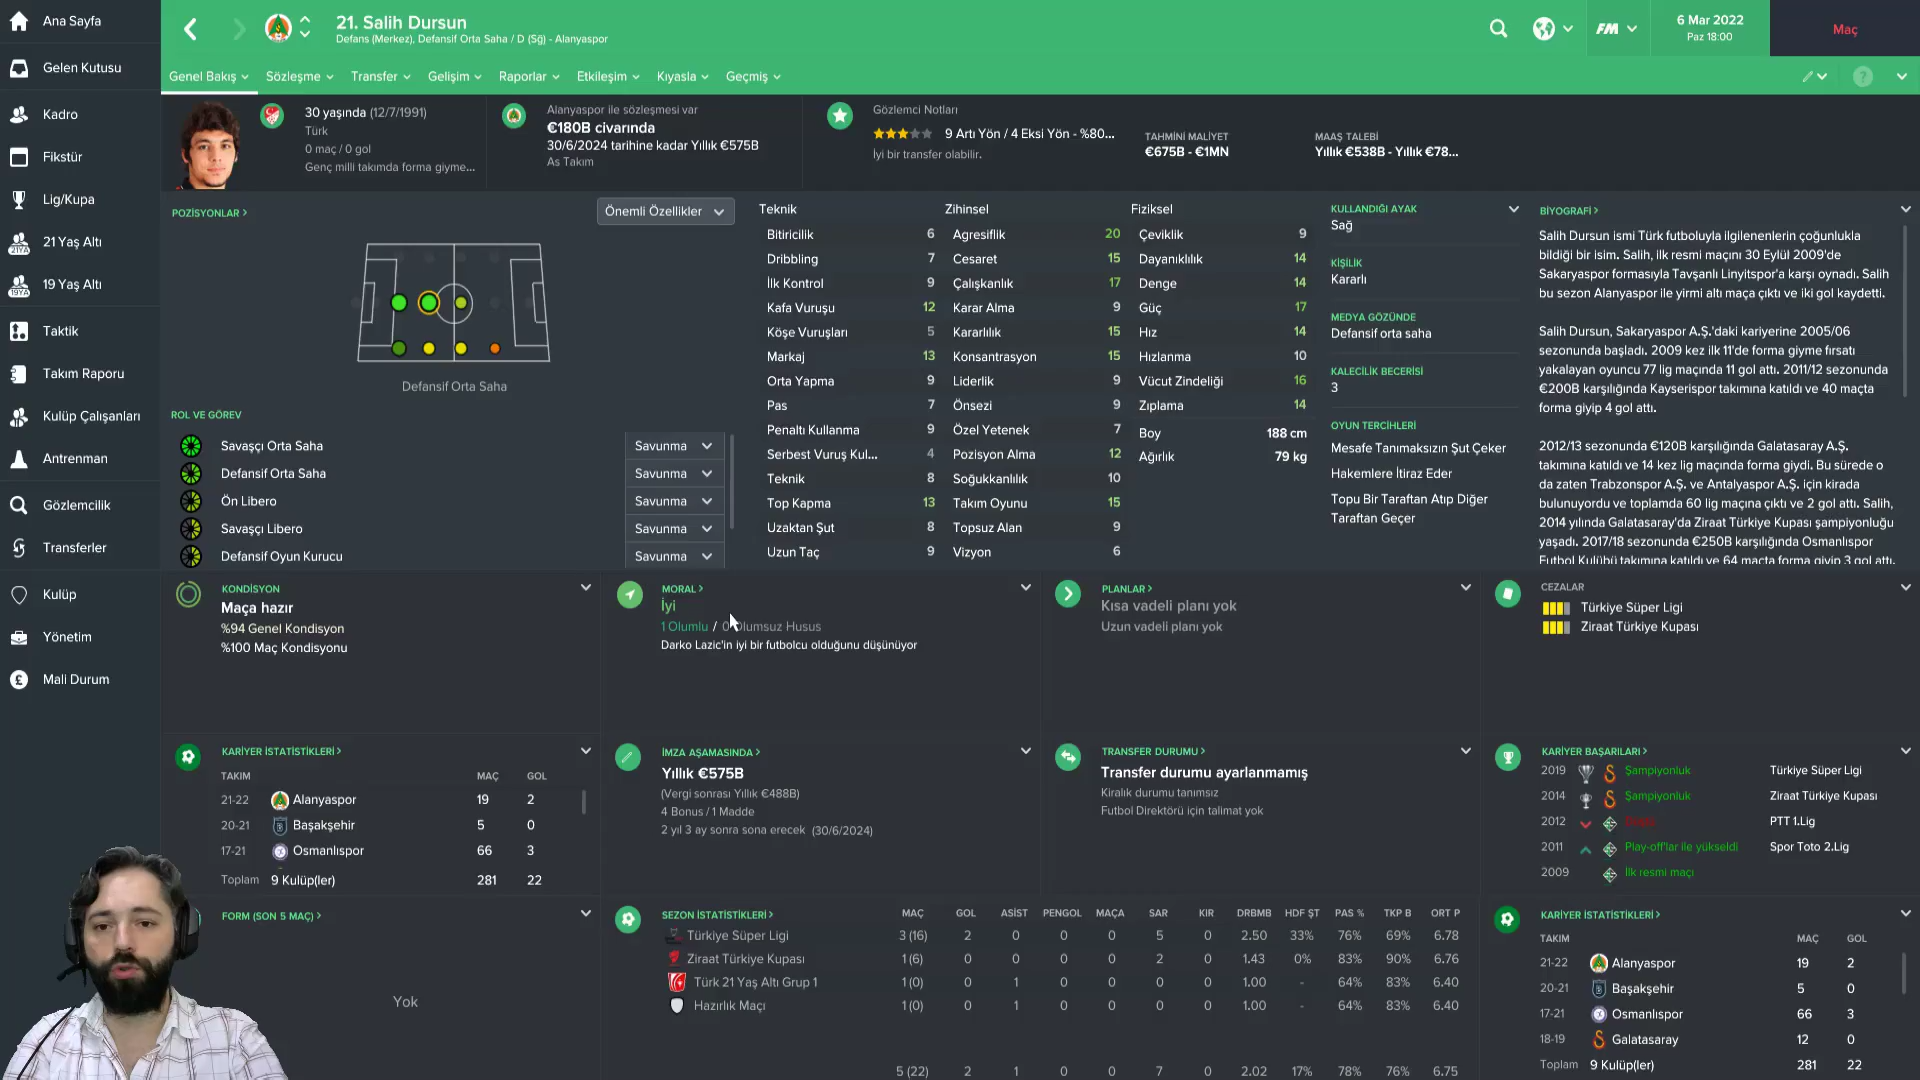 Ana Sayfa
Gelen Kutusu
Kadro
Fikstür
Lig/Kupa
21 Yaş Altı
19 Yaş Altı
Taktik
Takım Raporu
Kulüp Çalışanları
Antrenman
Gözlemcilik
Transferler
Kulüp
Yönetim
Mali Durum
21. Salih Dursun
Defans (Merkez), Defansif Orta Saha / D (Sğ) - Alanyaspor
FM
6 Mar 2022
Paz 18:00
Maç
Genel Bakış Sözleşme Transfer Gelişim Raporlar Etkileşim Kıyasla Geçmiş
30 yaşında (12/7/1991)
Türk
0 maç / 0 gol
Genç milli takımda forma giyme...
Alanyaspor ile sözleşmesi var
€180B civarında
30/6/2024 tarihine kadar Yıllık €575B
As Takım
Gözlemci Notları
9 Artı Yön / 4 Eksi Yön - %80...
İyi bir transfer olabilir.
TAHMİNİ MALİYET
€675B - €1MN
MAAŞ TALEBİ
Yıllık €538B - Yıllık €78...
POZİSYONLAR >
Önemli Özellikler
Defansif Orta Saha
ROL VE GÖREV
Savaşçı Orta Saha Savunma
Defansif Orta Saha Savunma
Ön Libero Savunma
Savaşçı Libero Savunma
Defansif Oyun Kurucu Savunma
Teknik
Bitiricilik 6
Dribbling 7
İlk Kontrol 9
Kafa Vuruşu 12
Köşe Vuruşları 5
Markaj 13
Orta Yapma 9
Pas 7
Penaltı Kullanma 9
Serbest Vuruş Kul... 4
Teknik 8
Top Kapma 13
Uzaktan Şut 8
Uzun Taç 9
Zihinsel
Agresiflik 20
Cesaret 15
Çalışkanlık 17
Karar Alma 9
Kararlılık 15
Konsantrasyon 15
Liderlik 9
Önsezi 9
Özel Yetenek 7
Pozisyon Alma 12
Soğukkanlılık 10
Takım Oyunu 15
Topsuz Alan 9
Vizyon 6
Fiziksel
Çeviklik 9
Dayanıklılık 14
Denge 14
Güç 17
Hız 14
Hızlanma 10
Vücut Zindeliği 16
Zıplama 14
Boy 188 cm
Ağırlık 79 kg
KULLANDIĞI AYAK
Sağ
KİŞİLİK
Kararlı
MEDYA GÖZÜNDE
Defansif orta saha
KALECİLİK BECERİSİ
3
OYUN TERCİHLERİ
Mesafe Tanımaksızın Şut Çeker
Hakemlere İtiraz Eder
Topu Bir Taraftan Atıp Diğer
Taraftan Geçer
BİYOGRAFİ >
Salih Dursun ismi Türk futboluyla ilgilenenlerin çoğunlukla
bildiği bir isim. Salih, ilk resmi maçını 30 Eylül 2009'de
Sakaryaspor formasıyla Tavşanlı Linyitspor'a karşı oynadı. Salih
bu sezon Alanyaspor ile yirmi altı maça çıktı ve iki gol kaydetti.
Salih Dursun, Sakaryaspor A.Ş.'daki kariyerine 2005/06
sezonunda başladı. 2009 kez ilk 11'de forma giyme fırsatı
yakalayan oyuncu 77 lig maçında 11 gol attı. 2011/12 sezonunda
€200B karşılığında Kayserispor takımına katıldı ve 40 maçta
forma giyip 4 gol attı.
2012/13 sezonunda €120B karşılığında Galatasaray A.Ş.
takımına katıldı ve 14 kez lig maçında forma giydi. Bu sürede o
da zaten Trabzonspor A.Ş. ve Antalyaspor A.Ş. için kirada
bulunuyordu ve toplamda 60 lig maçına çıktı ve 2 gol attı. Salih,
2014 yılında Galatasaray'da Ziraat Türkiye Kupası şampiyonluğu
yaşadı. 2017/18 sezonunda €250B karşılığında Osmanlıspor
Futbol Kulübü takımına katıldı ve 64 maçta forma giyip 3 gol attı.
KONDİSYON
Maça hazır
%94 Genel Kondisyon
%100 Maç Kondisyonu
MORAL >
İyi
1 Olumlu / 0 Olumsuz Husus
Darko Lazic'in iyi bir futbolcu olduğunu düşünüyor
PLANLAR >
Kısa vadeli planı yok
Uzun vadeli planı yok
CEZALAR
Türkiye Süper Ligi
Ziraat Türkiye Kupası
KARİYER İSTATİSTİKLERİ >
TAKIM MAÇ GOL
21-22 Alanyaspor 19 2
20-21 Başakşehir 5 0
17-21 Osmanlıspor 66 3
Toplam 9 Kulüp(ler) 281 22
İMZA AŞAMASINDA >
Yıllık €575B
(Vergi sonrası Yıllık €488B)
4 Bonus / 1 Madde
2 yıl 3 ay sonra sona erecek (30/6/2024)
TRANSFER DURUMU >
Transfer durumu ayarlanmamış
Kiralık durumu tanımsız
Futbol Direktörü için talimat yok
KARİYER BAŞARILARI >
2019 Şampiyonluk Türkiye Süper Ligi
2014 Şampiyonluk Ziraat Türkiye Kupası
2012 PTT 1.Lig
2011 Play-off'lar ile yükseldi Spor Toto 2.Lig
2009 İlk resmi maçı
FORM (SON 5 MAÇ) >
Yok
SEZON İSTATİSTİKLERİ > MAÇ GOL ASİST PENGOL MAÇA SAR KIR DRBMB HDF ŞT PAS % TKP B ORT P
Türkiye Süper Ligi 3 (16) 2 0 0 0 5 0 2.50 33% 76% 69% 6.78
Ziraat Türkiye Kupası 1 (6) 0 0 0 0 2 0 1.43 0% 83% 90% 6.76
Türk 21 Yaş Altı Grup 1 1 (0) 0 1 0 0 0 0 1.00 - 64% 83% 6.40
Hazırlık Maçı 1 (0) 0 1 0 0 0 0 1.00 - 64% 83% 6.40
5 (22) 2 1 0 0 7 0 2.02 17% 78% 76% 6.75
KARİYER İSTATİSTİKLERİ >
TAKIM MAÇ GOL
21-22 Alanyaspor 19 2
20-21 Başakşehir 5 0
17-21 Osmanlıspor 66 3
18-19 Galatasaray 12 0
Toplam 9 Kulüp(ler) 281 22